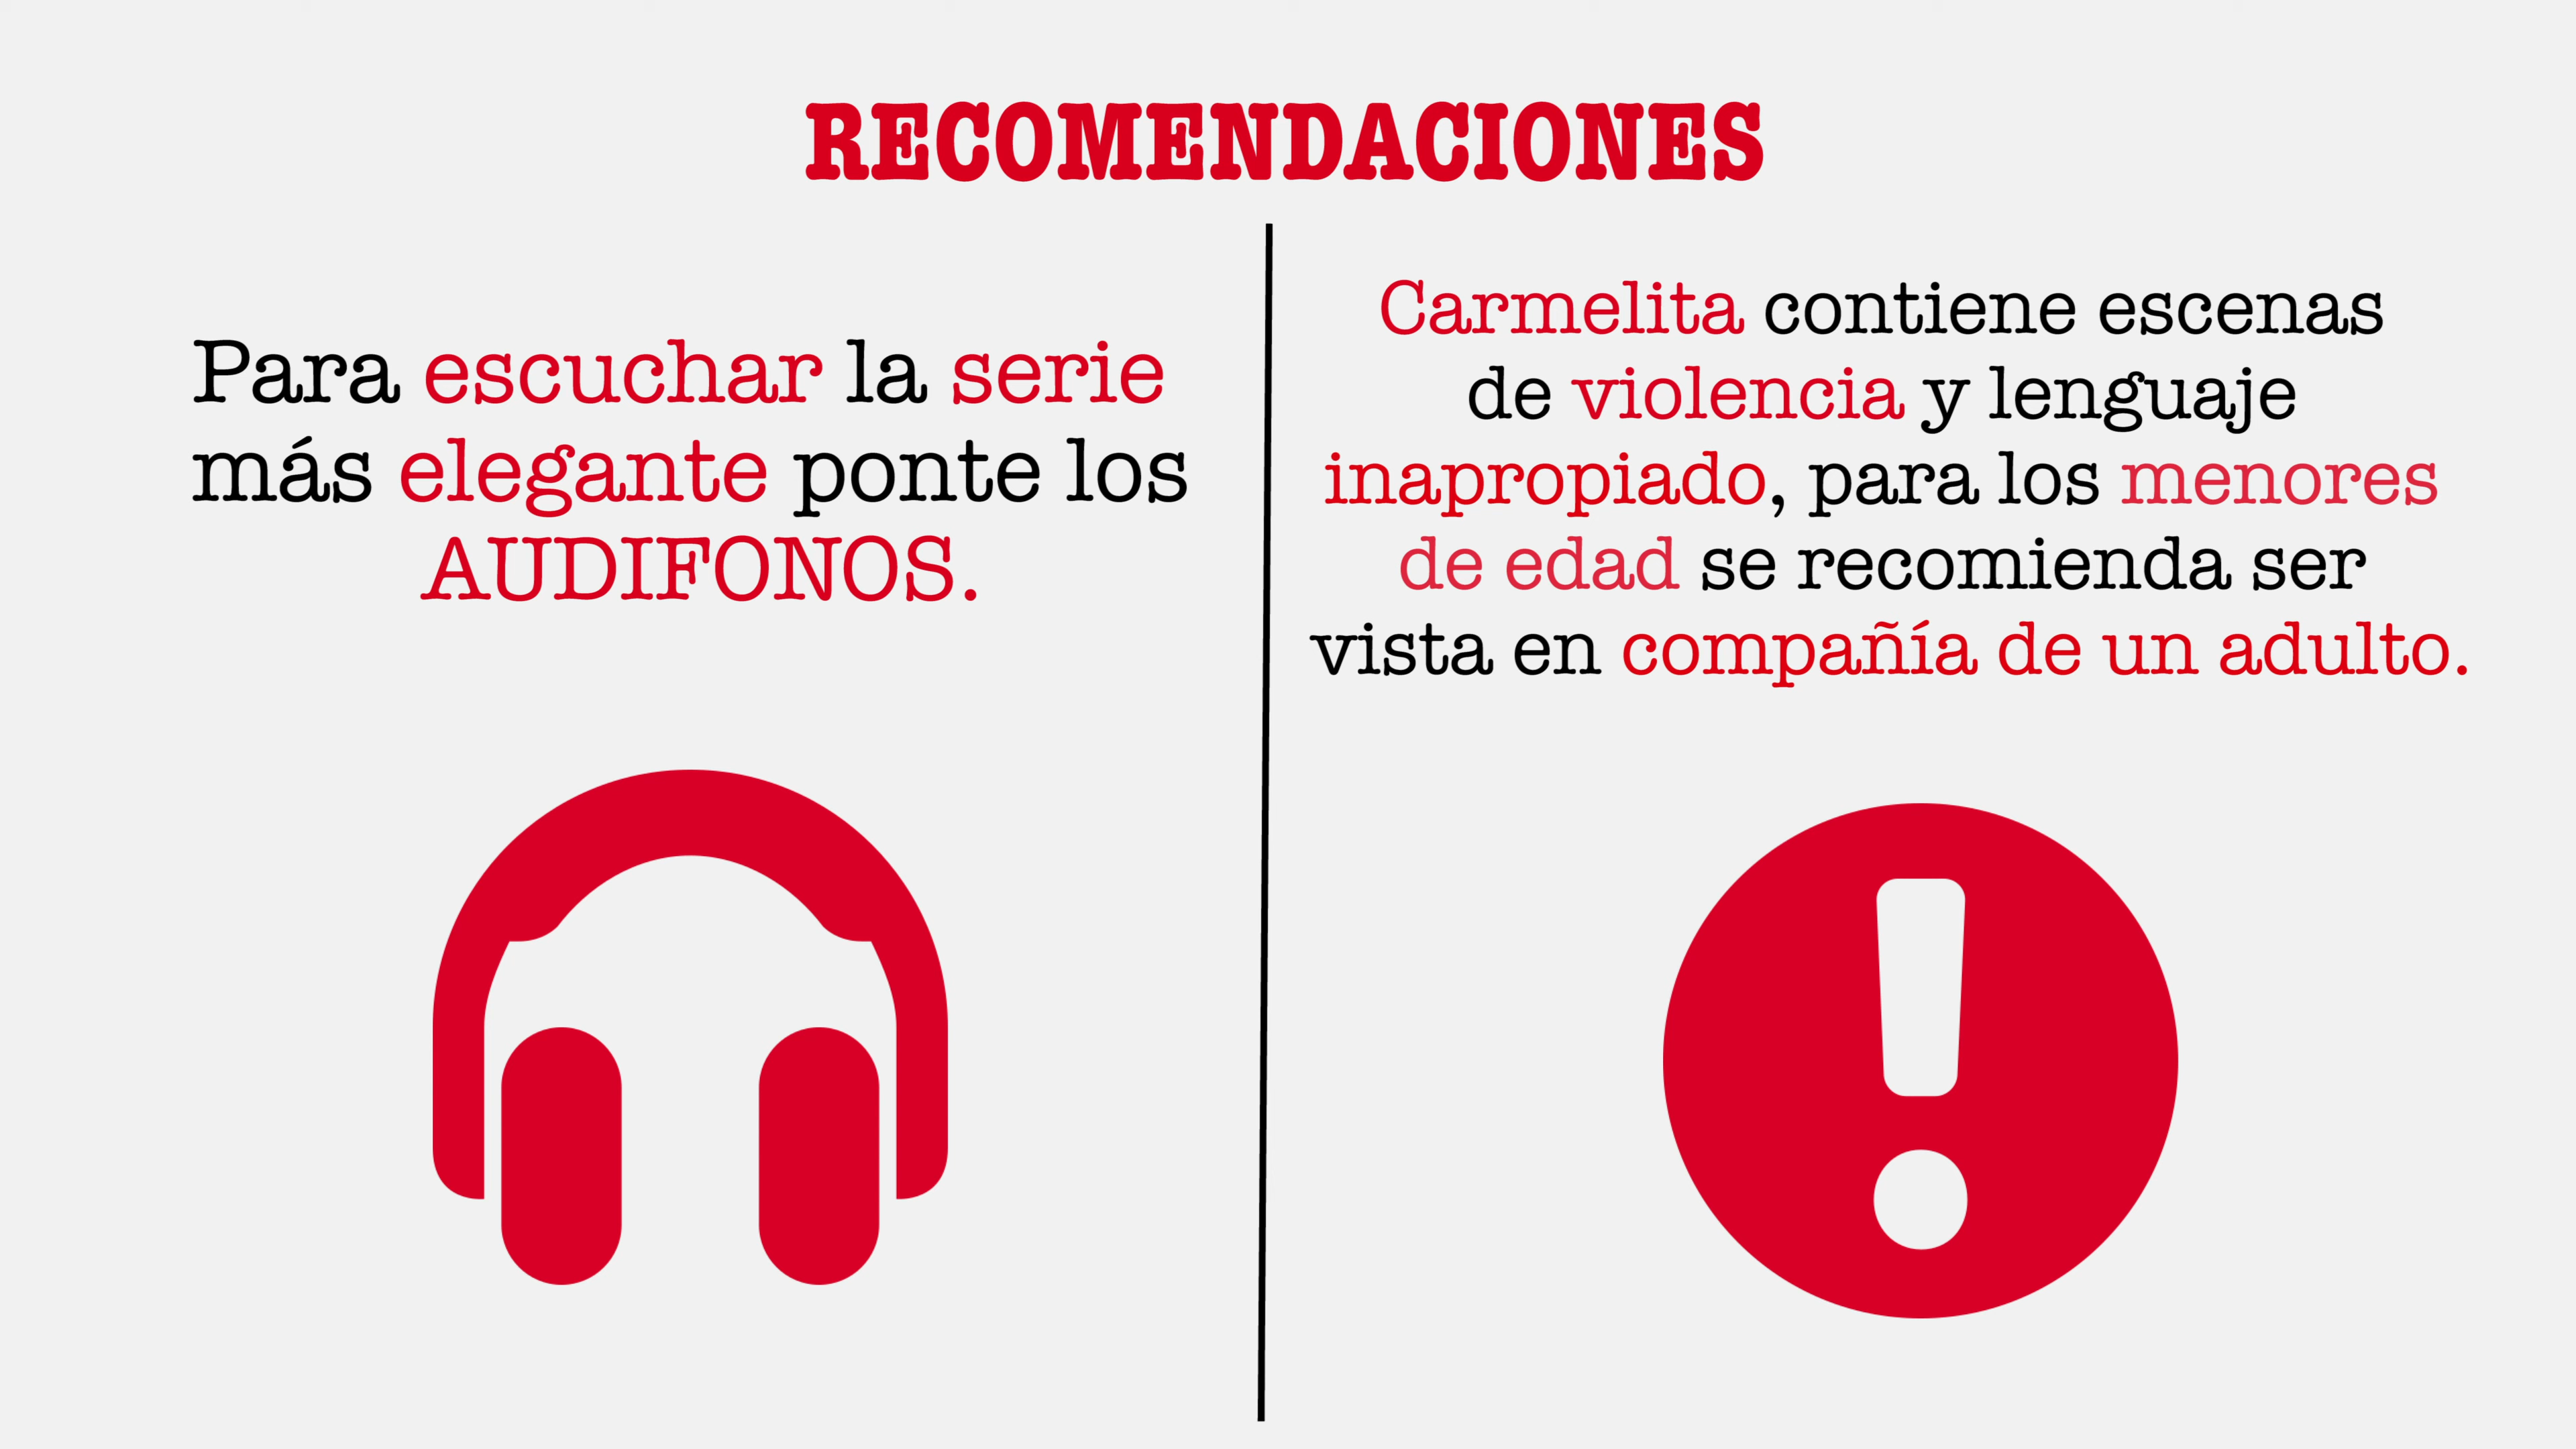 RECOMENDACIONES
Para escuchar la serie
más elegante ponte los
AUDIFONOS.
Carmelita contiene escenas
de violencia y lenguaje
inapropiado, para los menores
de edad se recomienda ser
vista en compañía de un adulto.